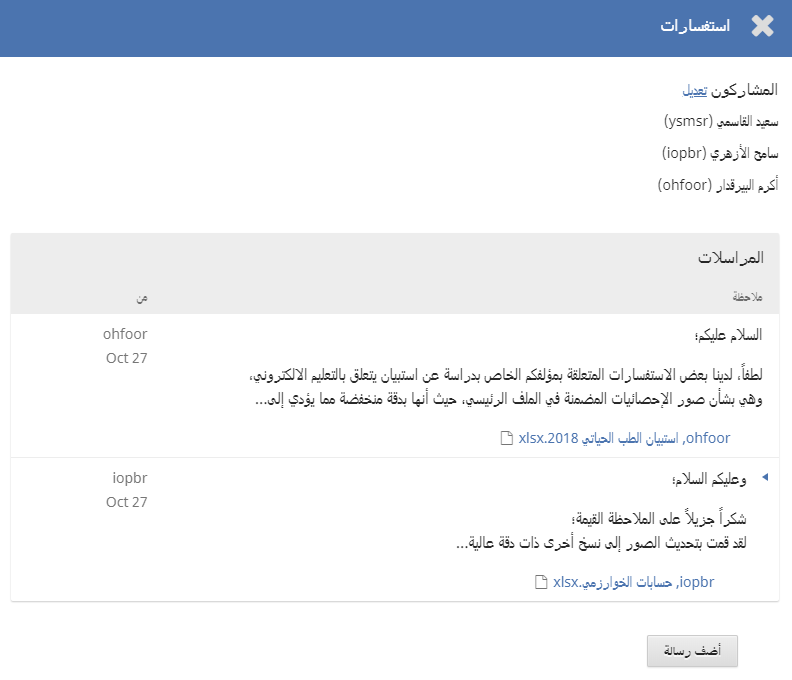 استفسارات
المشاركون تعديل
سعيد القاسمي (ysmsr)
سامح الأزهري (iopbr)
أكرم البيرقدار (ohfoor)
المراسلات
ملاحظة
من
السلام عليكم؛
ohfoor
Oct 27
لطفاً، لدينا بعض الاستفسارات المتعلقة بمؤلفكم الخاص بدراسة عن استبيان يتعلق بالتعليم الالكتروني،
وهي بشأن صور الإحصائيات المضمنة في الملف الرئيسي، حيث أنها بدقة منخفضة مما يؤدي إلى...
ohfoor, استبيان الطب الحياتي 2018.xlsx
وعليكم السلام؛
iopbr
Oct 27
شكراً جزيلاً على الملاحظة القيمة؛
لقد قمت بتحديث الصور إلى نسخ أخرى ذات دقة عالية...
iopbr, حسابات الخوارزمي.xlsx
أضف رسالة